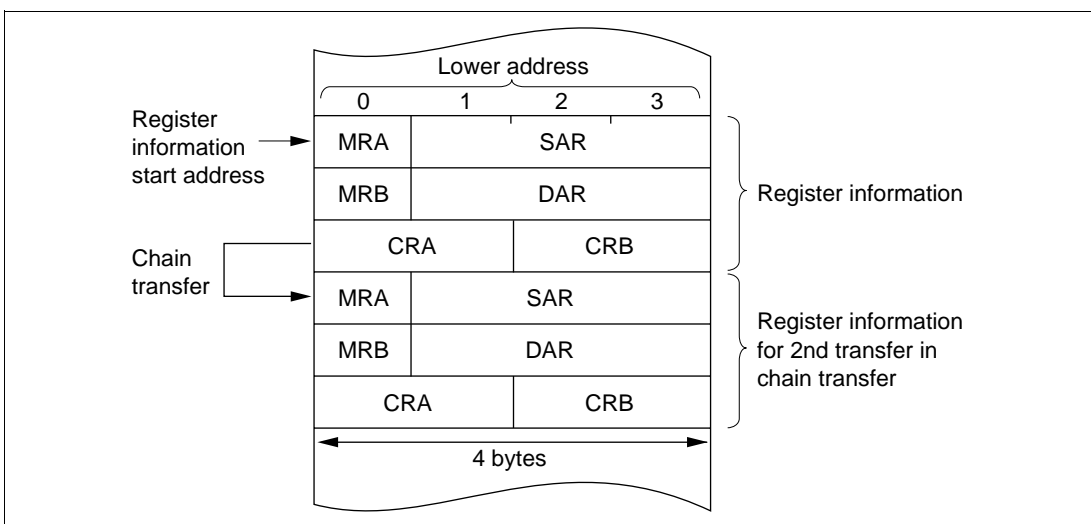 Lower address
0 1 2 3
Register
information
start address
MRA SAR
MRB DAR
CRA CRB
Register information
Chain
transfer
MRA SAR
MRB DAR
CRA CRB
Register information
for 2nd transfer in
chain transfer
4 bytes